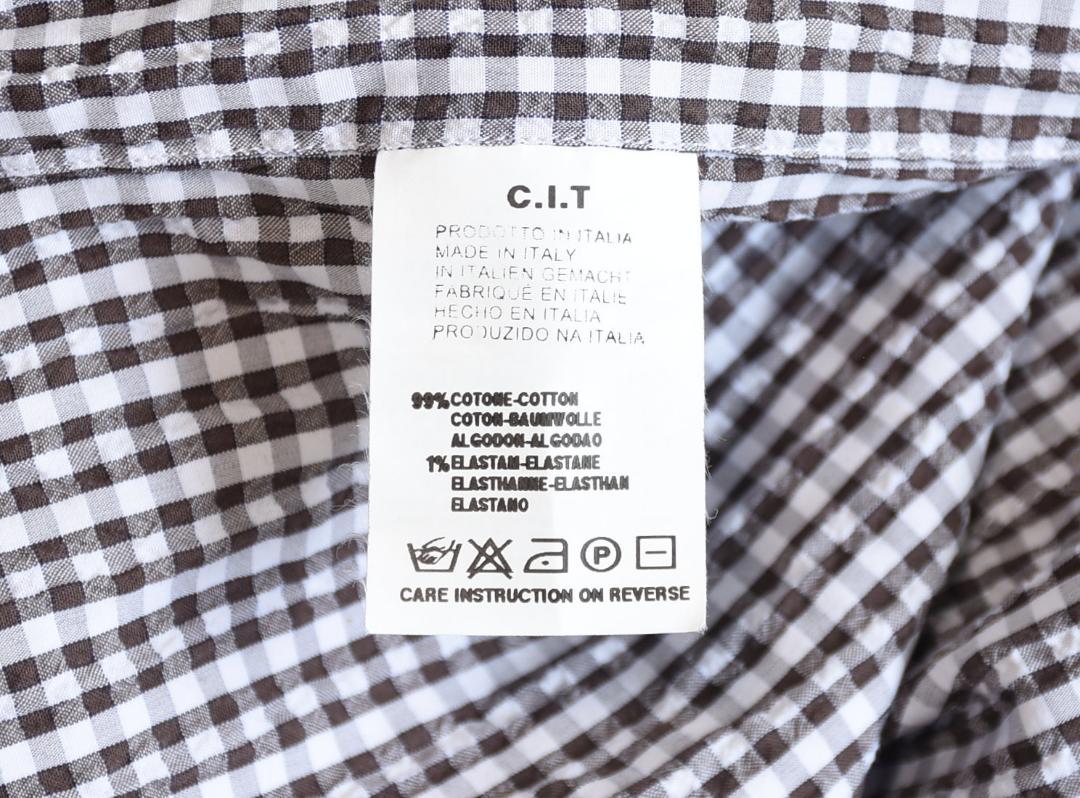 C.I.T
PRODOTTO IN ITALIA
MADE IN ITALY
IN ITALIEN GEMACHT
FABRIQUÉ EN ITALIE
HECHO EN ITALIA
PRODUZIDO NA ITALIA
99% COTONE-COTTON
COTON-BAUMWOLLE
ALGODON-ALGODAO
1% ELASTAM-ELASTANE
ELASTHANNE-ELASTHAN
ELASTANO
P
CARE INSTRUCTION ON REVERSE